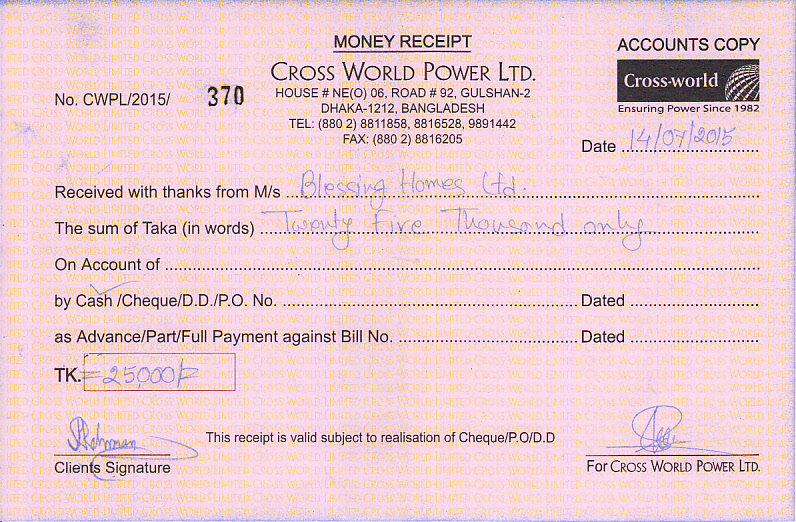 MONEY RECEIPT
ACCOUNTS COPY
CROSS WORLD POWER LTD.
HOUSE # NE(O) 06, ROAD # 92, GULSHAN-2
DHAKA-1212, BANGLADESH
TEL: (880 2) 8811858, 8816528, 9891442
FAX: (880 2) 8816205
Cross-world
Ensuring Power Since 1982
No. CWPL/2015/ 370
Date 14/07/2015
Received with thanks from M/s Blessing Homes Ltd.
The sum of Taka (in words) Twenty Five Thousand only
On Account of
by Cash /Cheque/D.D./P.O. No. Dated
as Advance/Part/Full Payment against Bill No. Dated
TK. =25,000/=
This receipt is valid subject to realisation of Cheque/P.O/D.D
Clients Signature
For CROSS WORLD POWER LTD.